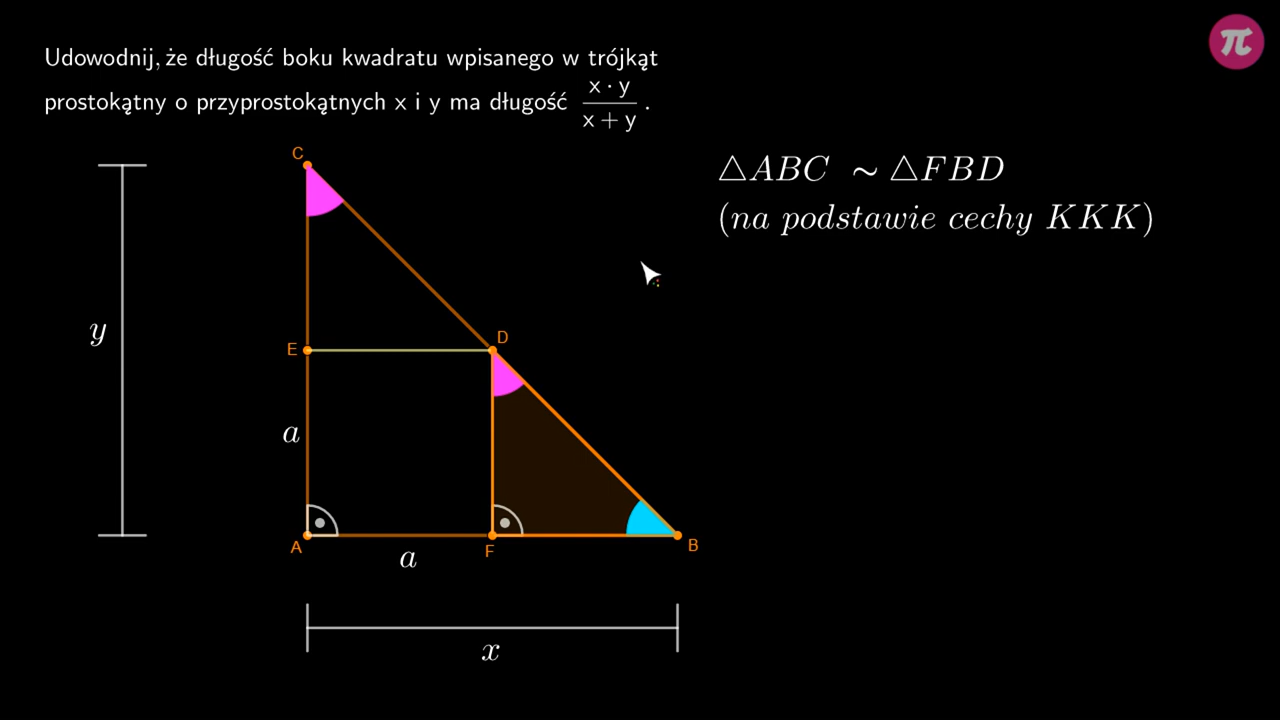 Udowodnij, że długość boku kwadratu wpisanego w trójkąt
prostokątny o przyprostokątnych x i y ma długość x · y / x + y .
π
△ABC ~ △FBD
(na podstawie cechy KKK)
C
y
E
D
a
A
F
B
a
x